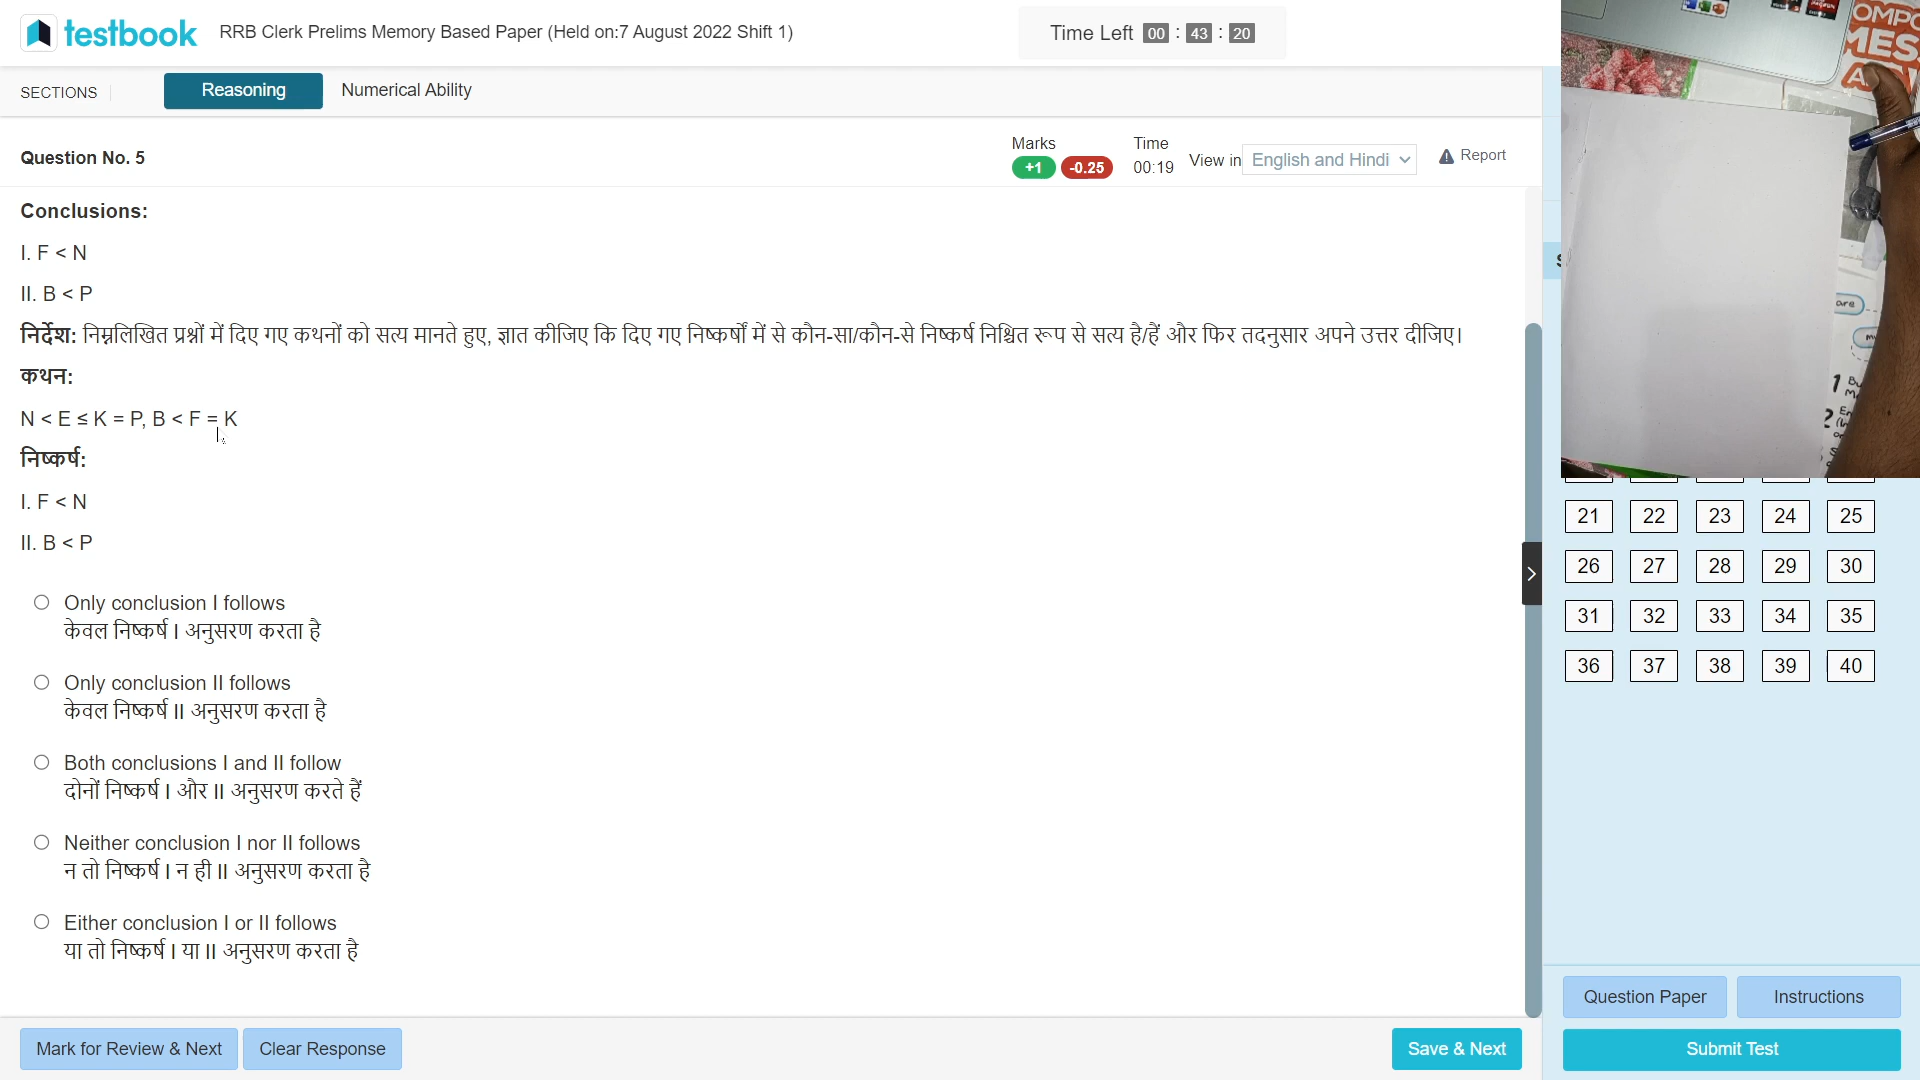 testbook
RRB Clerk Prelims Memory Based Paper (Held on:7 August 2022 Shift 1)
Time Left 00 : 43 : 20
SECTIONS
Reasoning
Numerical Ability
Question No. 5
Marks
+1 -0.25
Time
00:19
View in English and Hindi
Report
Conclusions:
I. F < N
II. B < P
निर्देश: निम्नलिखित प्रश्नों में दिए गए कथनों को सत्य मानते हुए, ज्ञात कीजिए कि दिए गए निष्कर्षों में से कौन-सा/कौन-से निष्कर्ष निश्चित रूप से सत्य है/हैं और फिर तदनुसार अपने उत्तर दीजिए।
कथन:
N < E ≤ K = P, B < F = K
निष्कर्ष:
I. F < N
II. B < P
Only conclusion I follows
केवल निष्कर्ष I अनुसरण करता है
Only conclusion II follows
केवल निष्कर्ष II अनुसरण करता है
Both conclusions I and II follow
दोनों निष्कर्ष I और II अनुसरण करते हैं
Neither conclusion I nor II follows
न तो निष्कर्ष I न ही II अनुसरण करता है
Either conclusion I or II follows
या तो निष्कर्ष I या II अनुसरण करता है
21 22 23 24 25
26 27 28 29 30
31 32 33 34 35
36 37 38 39 40
Question Paper
Instructions
Mark for Review & Next
Clear Response
Save & Next
Submit Test